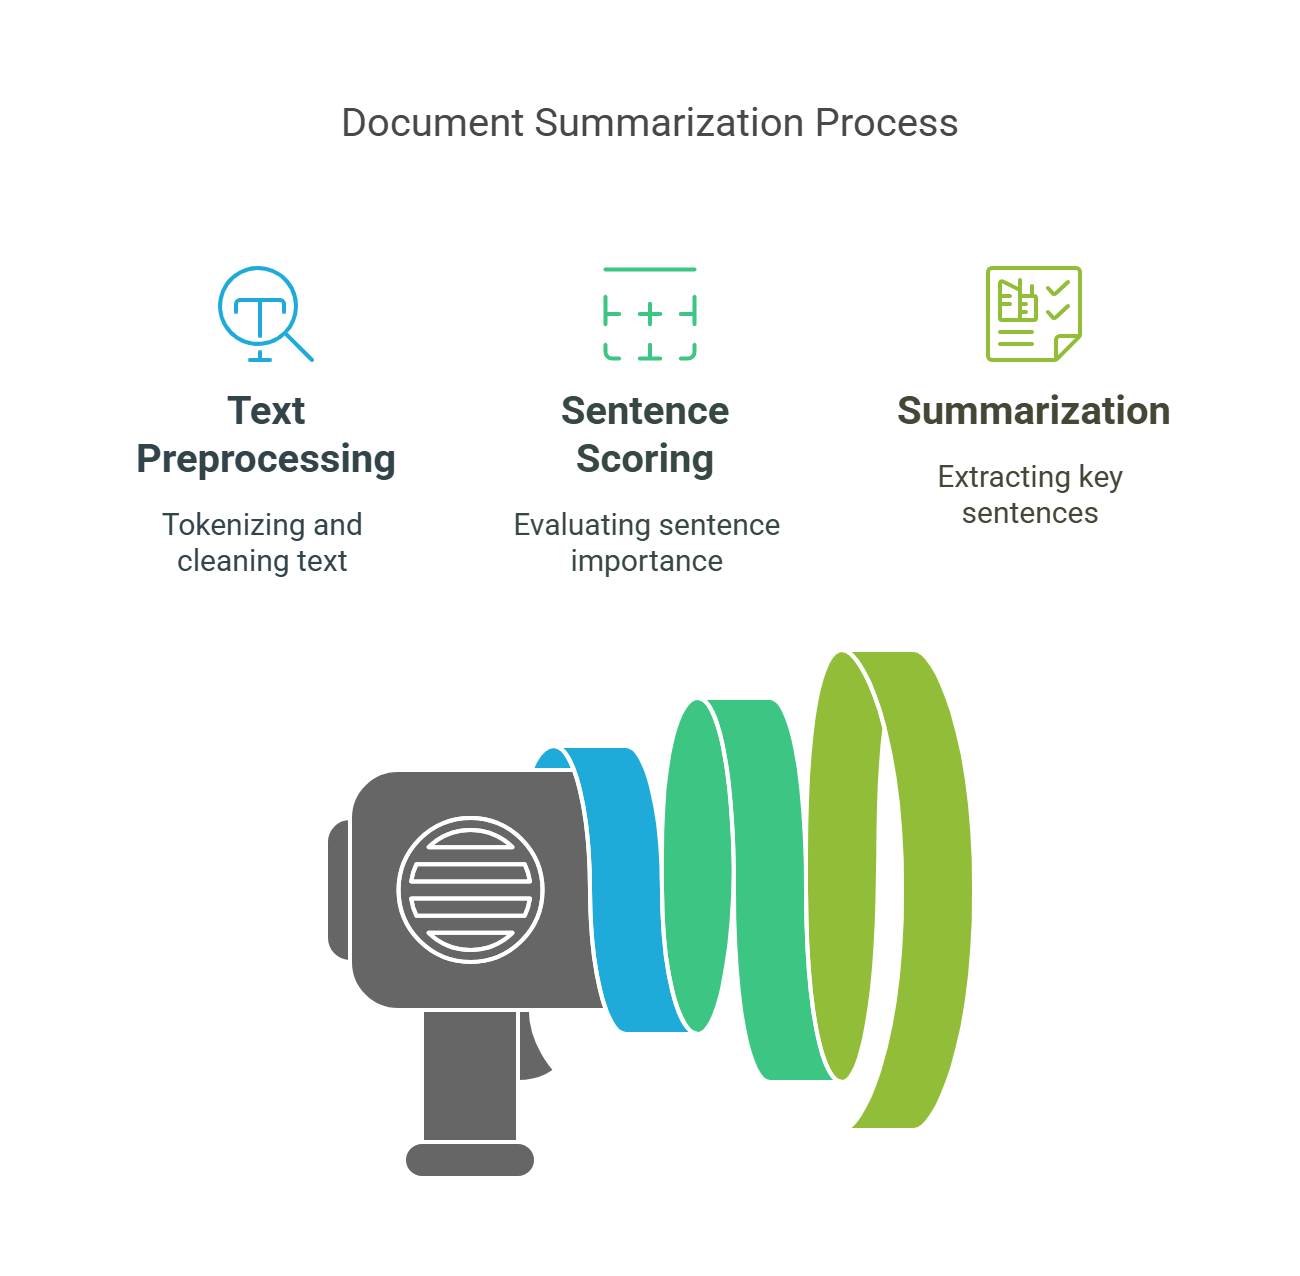 Document Summarization Process
Text
Preprocessing
Tokenizing and
cleaning text
Sentence
Scoring
Evaluating sentence
importance
Summarization
Extracting key
sentences